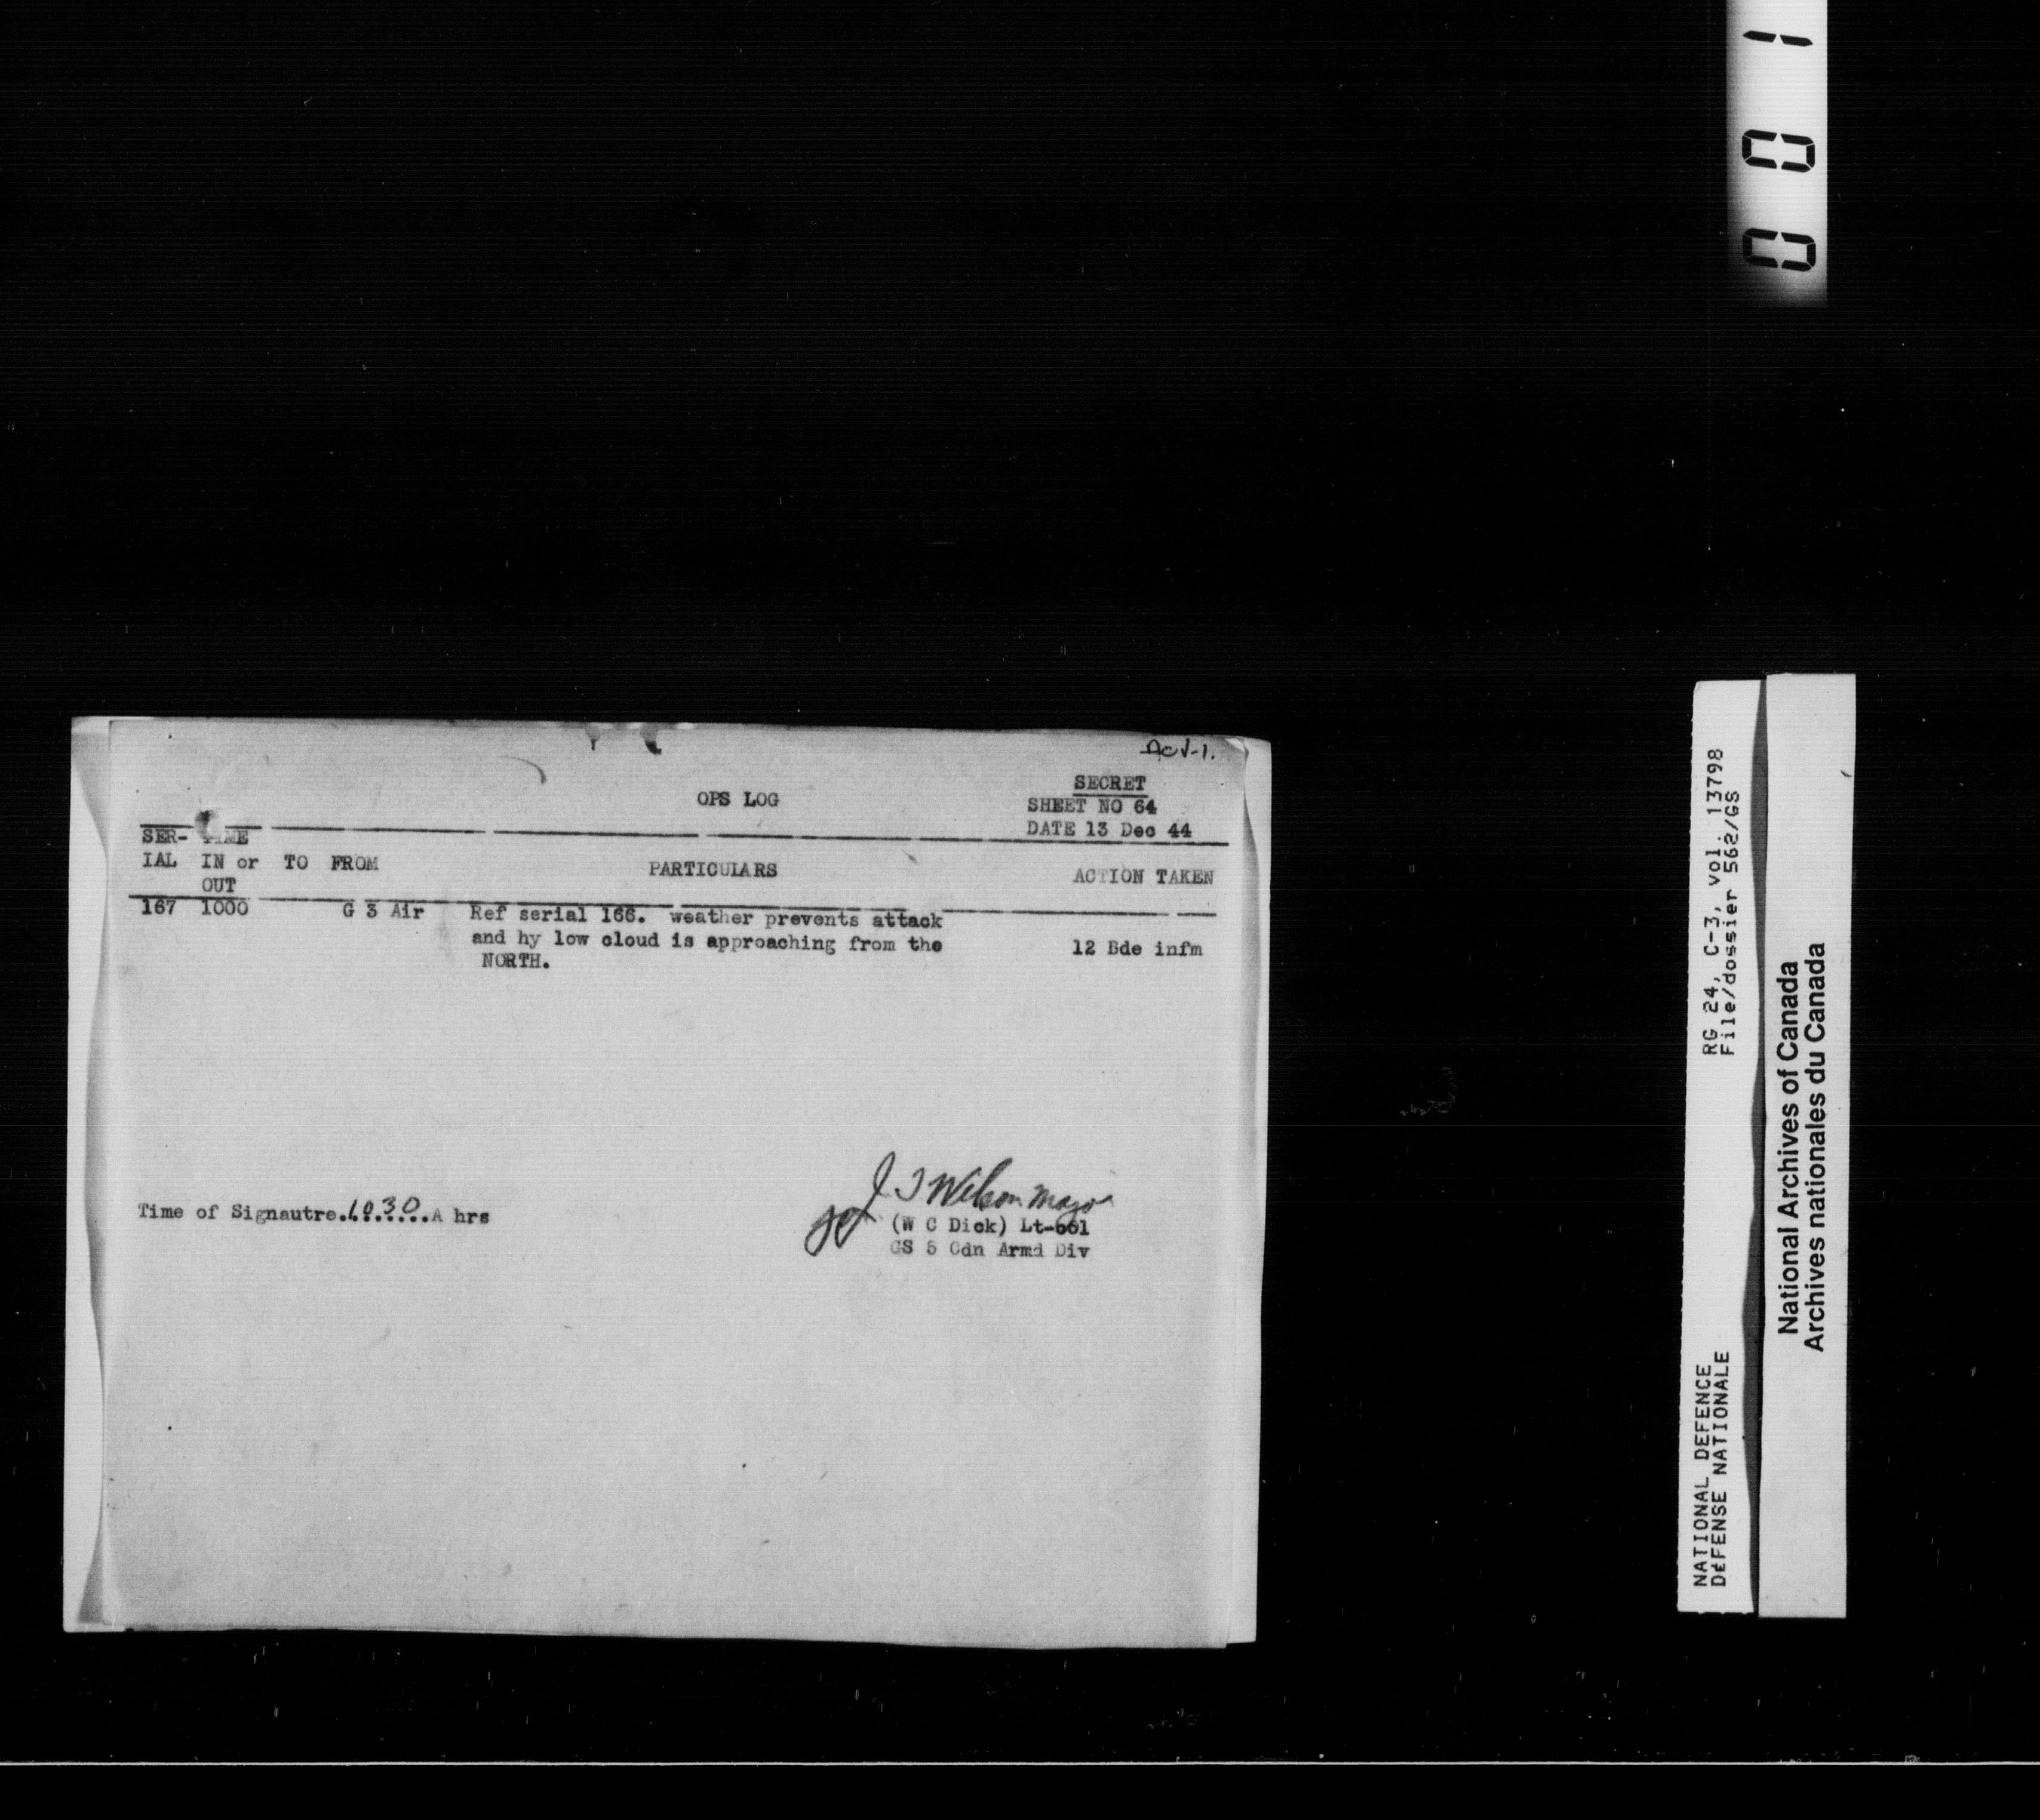 001
OPS LOG
SECRET
SHEET NO 64
DATE 13 Dec 44
SER- TIME
IAL IN or TO FROM PARTICULARS ACTION TAKEN
OUT
167 1000 G 3 Air Ref serial 166. weather prevents attack
and hy low cloud is approaching from the 12 Bde infm
NORTH.
Time of Signautre.1030.A hrs
J T Wilson Major
(W C Dick) Lt-Col
GS 5 Cdn Armd Div
RG 24, C-3, vol. 13798
File/dossier 562/GS
NATIONAL DEFENCE
DéFENSE NATIONALE
National Archives of Canada
Archives nationales du Canada